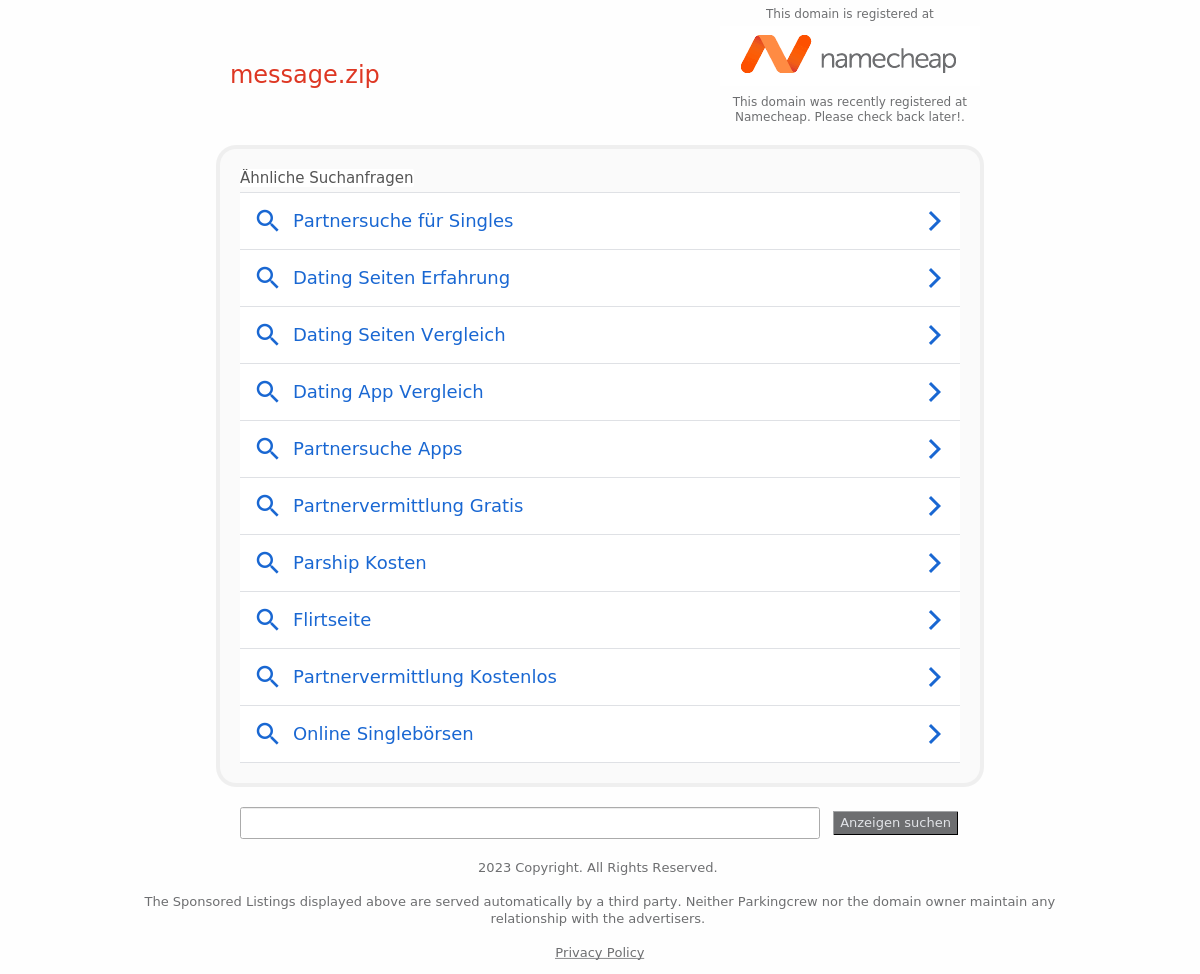 This domain is registered at
namecheap
message.zip
This domain was recently registered at
Namecheap. Please check back later!.
Ähnliche Suchanfragen
Partnersuche für Singles
Dating Seiten Erfahrung
Dating Seiten Vergleich
Dating App Vergleich
Partnersuche Apps
Partnervermittlung Gratis
Parship Kosten
Flirtseite
Partnervermittlung Kostenlos
Online Singlebörsen
Anzeigen suchen
2023 Copyright. All Rights Reserved.
The Sponsored Listings displayed above are served automatically by a third party. Neither Parkingcrew nor the domain owner maintain any
relationship with the advertisers.
Privacy Policy